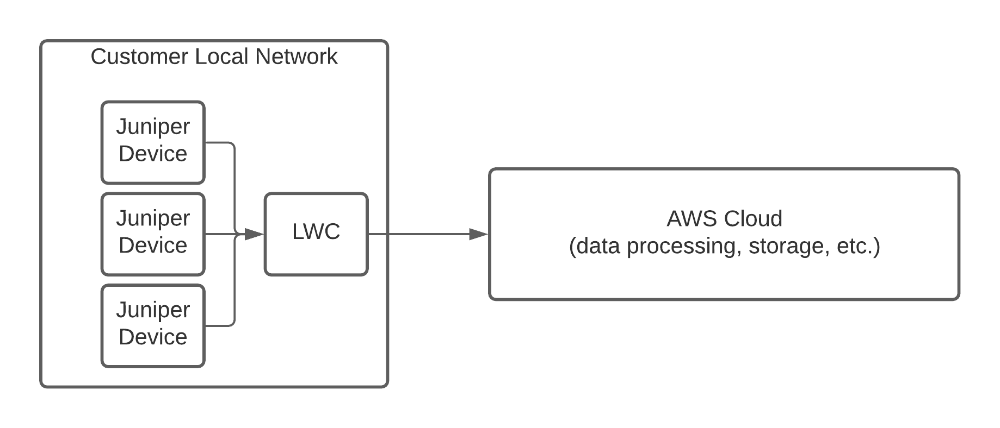 Customer Local Network
Juniper
Device
Juniper
Device
Juniper
Device
LWC
AWS Cloud
(data processing, storage, etc.)